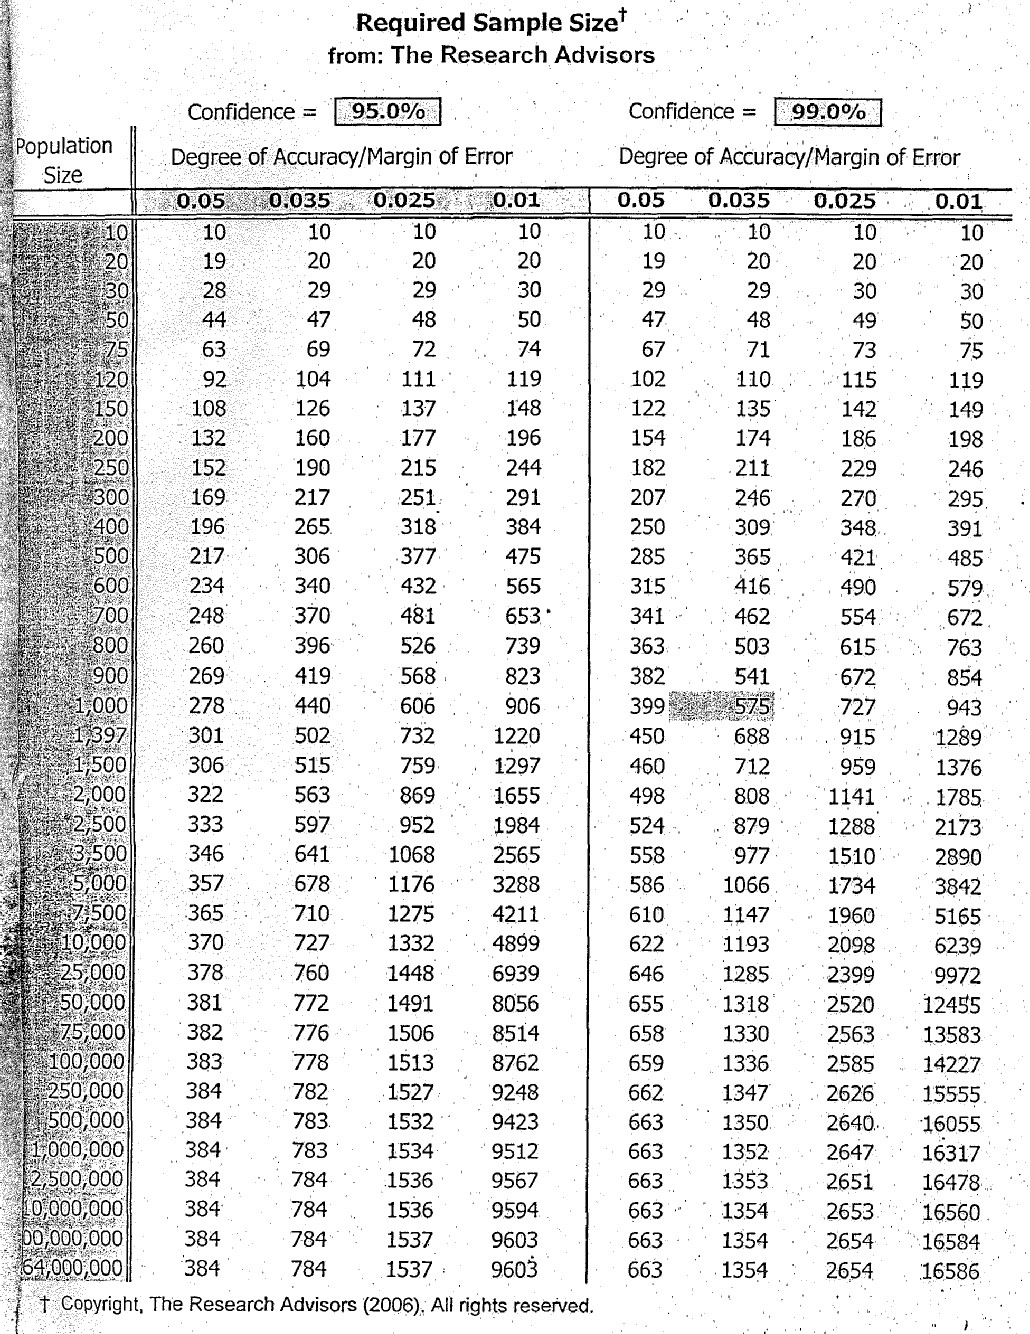 Required Sample Size†
from: The Research Advisors
Confidence = 95.0% Confidence = 99.0%
Population Size Degree of Accuracy/Margin of Error Degree of Accuracy/Margin of Error
0.05 0.035 0.025 0.01 0.05 0.035 0.025 0.01
10 10 10 10 10 10 10 10 10
20 19 20 20 20 19 20 20 20
30 28 29 29 30 29 29 30 30
50 44 47 48 50 47 48 49 50
75 63 69 72 74 67 71 73 75
120 92 104 111 119 102 110 115 119
150 108 126 137 148 122 135 142 149
200 132 160 177 196 154 174 186 198
250 152 190 215 244 182 211 229 246
300 169 217 251 291 207 246 270 295
400 196 265 318 384 250 309 348 391
500 217 306 377 475 285 365 421 485
600 234 340 432 565 315 416 490 579
700 248 370 481 653 341 462 554 672
800 260 396 526 739 363 503 615 763
900 269 419 568 823 382 541 672 854
1,000 278 440 606 906 399 575 727 943
1,397 301 502 732 1220 450 688 915 1289
1,500 306 515 759 1297 460 712 959 1376
2,000 322 563 869 1655 498 808 1141 1785
2,500 333 597 952 1984 524 879 1288 2173
3,500 346 641 1068 2565 558 977 1510 2890
5,000 357 678 1176 3288 586 1066 1734 3842
7,500 365 710 1275 4211 610 1147 1960 5165
10,000 370 727 1332 4899 622 1193 2098 6239
25,000 378 760 1448 6939 646 1285 2399 9972
50,000 381 772 1491 8056 655 1318 2520 12455
75,000 382 776 1506 8514 658 1330 2563 13583
100,000 383 778 1513 8762 659 1336 2585 14227
250,000 384 782 1527 9248 662 1347 2626 15555
500,000 384 783 1532 9423 663 1350 2640 16055
1,000,000 384 783 1534 9512 663 1352 2647 16317
2,500,000 384 784 1536 9567 663 1353 2651 16478
10,000,000 384 784 1536 9594 663 1354 2653 16560
00,000,000 384 784 1537 9603 663 1354 2654 16584
64,000,000 384 784 1537 9603 663 1354 2654 16586
† Copyright, The Research Advisors (2006). All rights reserved.